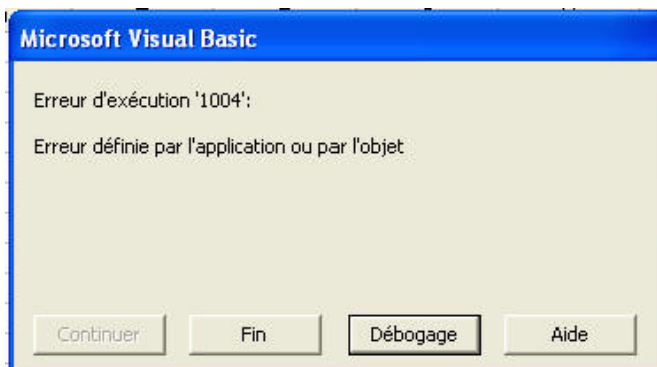 Microsoft Visual Basic
Erreur d'exécution '1004':
Erreur définie par l'application ou par l'objet
Continuer Fin Débogage Aide